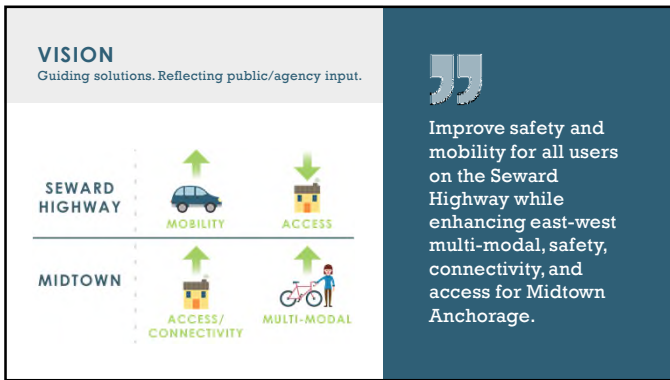 VISION
Guiding solutions. Reflecting public/agency input.
SEWARD
HIGHWAY
MOBILITY
ACCESS
MIDTOWN
ACCESS/
CONNECTIVITY
MULTI-MODAL
”
Improve safety and
mobility for all users
on the Seward
Highway while
enhancing east-west
multi-modal, safety,
connectivity, and
access for Midtown
Anchorage.